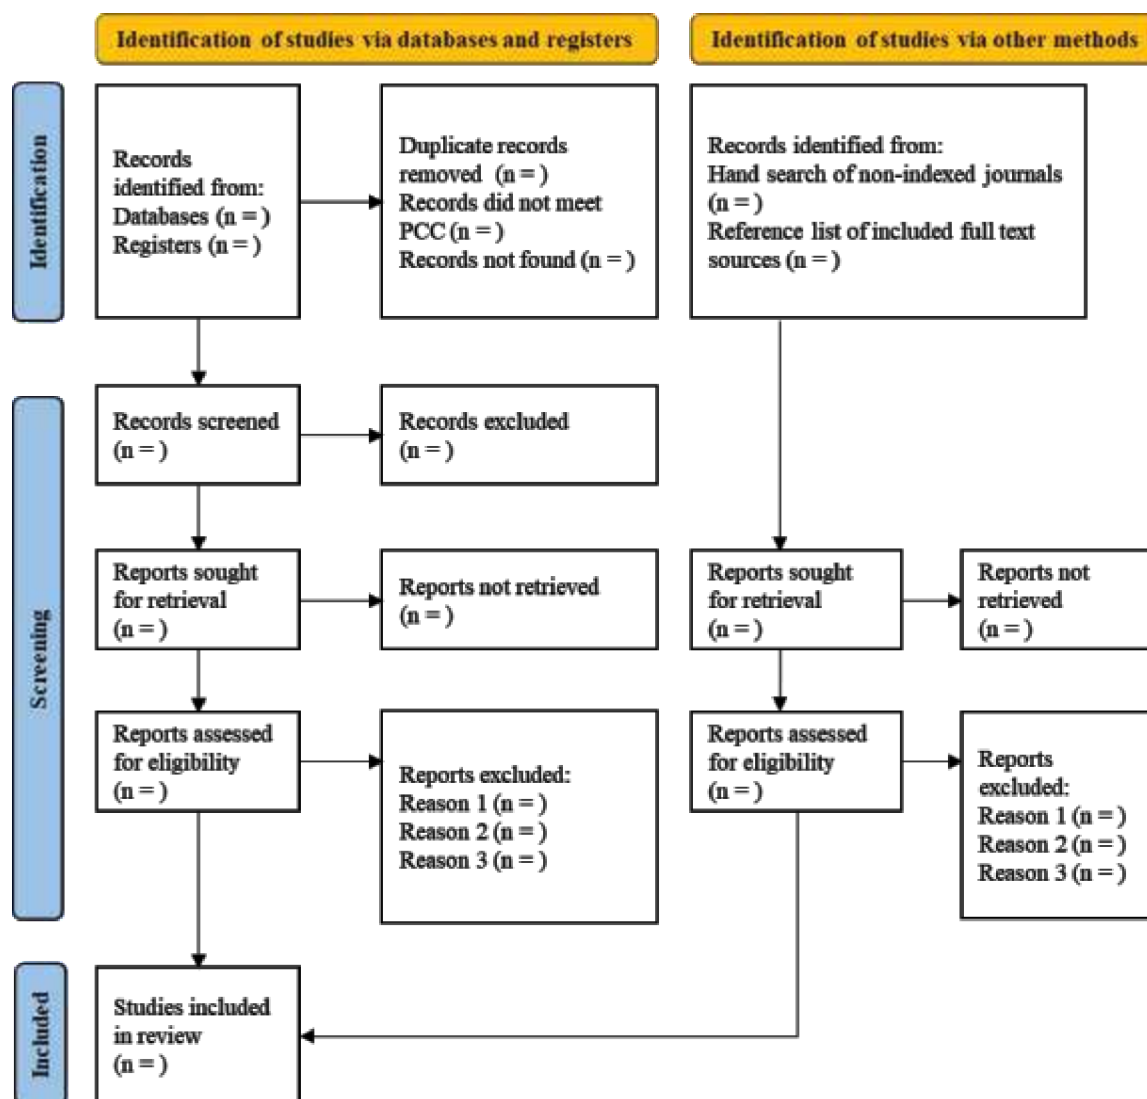 Identification of studies via databases and registers
Identification of studies via other methods
Identification
Records
identified from:
Databases (n = )
Registers (n = )
Duplicate records
removed (n = )
Records did not meet
PCC (n = )
Records not found (n = )
Records identified from:
Hand search of non-indexed journals
(n = )
Reference list of included full text
sources (n = )
Screening
Records screened
(n = )
Records excluded
(n = )
Reports sought
for retrieval
(n = )
Reports not retrieved
(n = )
Reports sought
for retrieval
(n = )
Reports not
retrieved
(n = )
Reports assessed
for eligibility
(n = )
Reports excluded:
Reason 1 (n = )
Reason 2 (n = )
Reason 3 (n = )
Reports assessed
for eligibility
(n = )
Reports
excluded:
Reason 1 (n = )
Reason 2 (n = )
Reason 3 (n = )
Included
Studies included
in review
(n = )